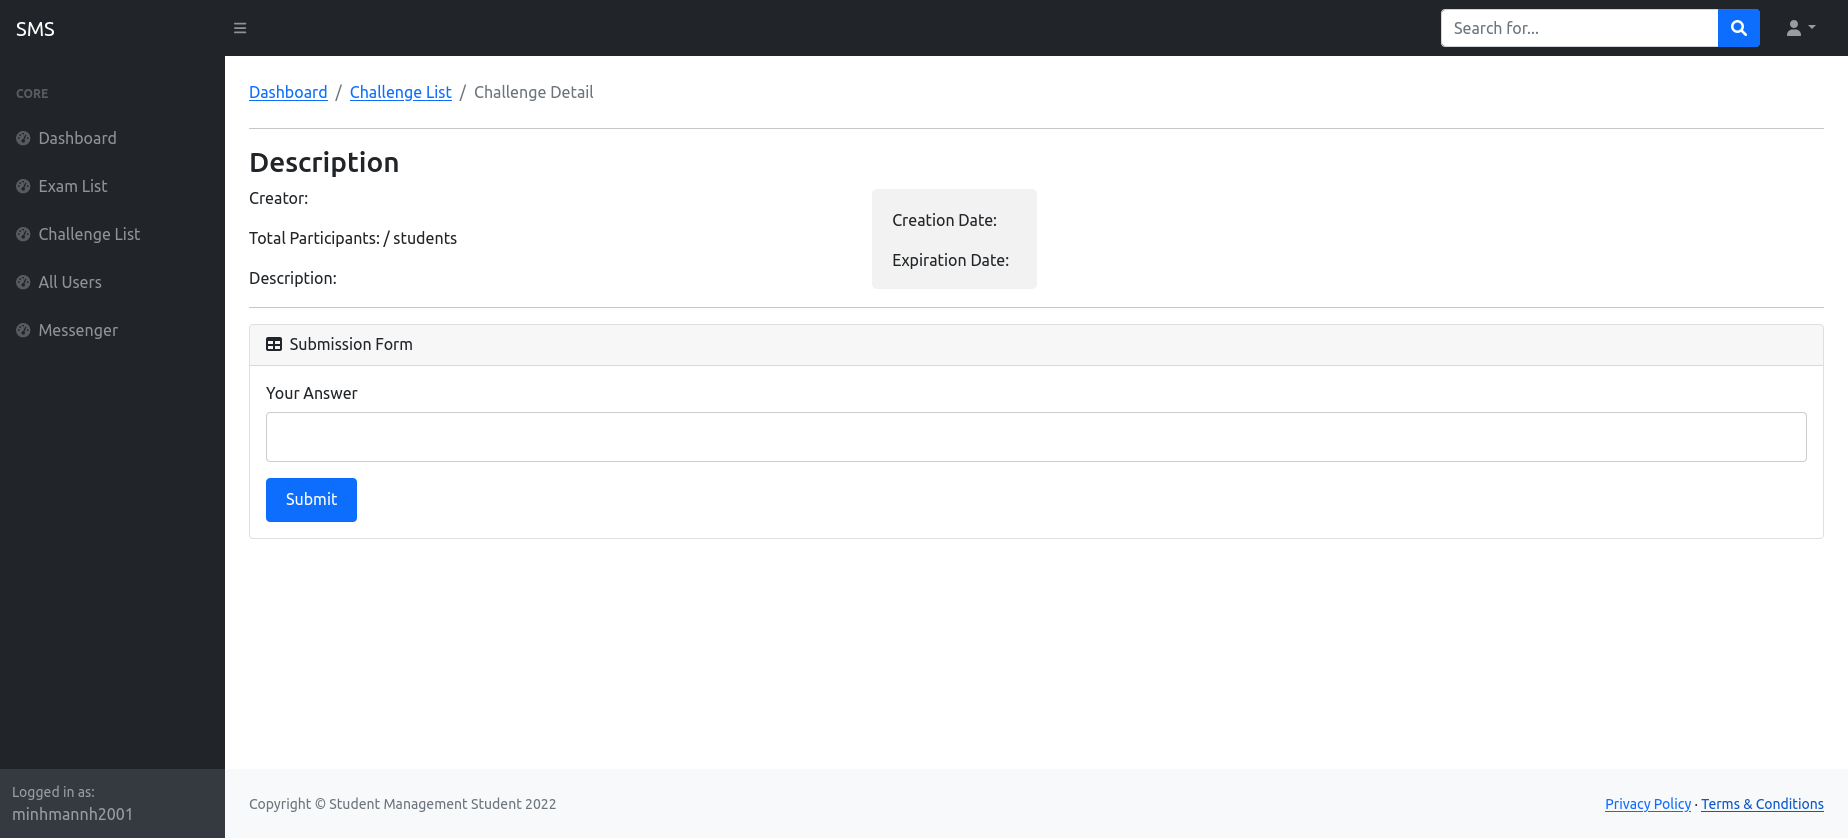 SMS
Search for...
CORE
Dashboard
Exam List
Challenge List
All Users
Messenger
Logged in as:
minhmannh2001
Dashboard / Challenge List / Challenge Detail
Description
Creator:
Total Participants: / students
Description:
Creation Date:
Expiration Date:
Submission Form
Your Answer
Submit
Copyright © Student Management Student 2022
Privacy Policy · Terms & Conditions